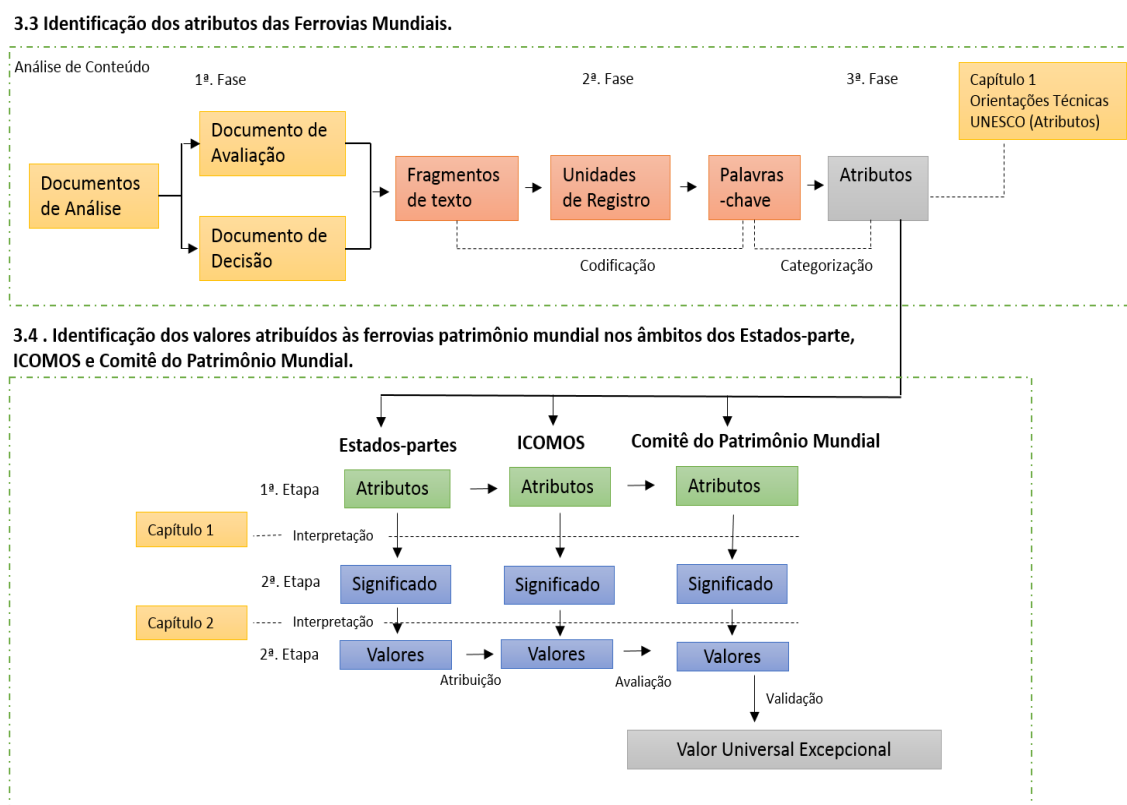 3.3 Identificação dos atributos das Ferrovias Mundiais.
Análise de Conteúdo
1ª. Fase
2ª. Fase
3ª. Fase
Capítulo 1
Orientações Técnicas
UNESCO (Atributos)
Documento de
Avaliação
Documentos
de Análise
Documento de
Decisão
Fragmentos
de texto
Unidades
de Registro
Palavras
-chave
Atributos
Codificação
Categorização
3.4 . Identificação dos valores atribuídos às ferrovias patrimônio mundial nos âmbitos dos Estados-parte,
ICOMOS e Comitê do Patrimônio Mundial.
Estados-partes
ICOMOS
Comitê do Patrimônio Mundial
1ª. Etapa
Atributos
Atributos
Atributos
Capítulo 1
Interpretação
2ª. Etapa
Significado
Significado
Significado
Capítulo 2
Interpretação
2ª. Etapa
Valores
Valores
Valores
Atribuição
Avaliação
Validação
Valor Universal Excepcional